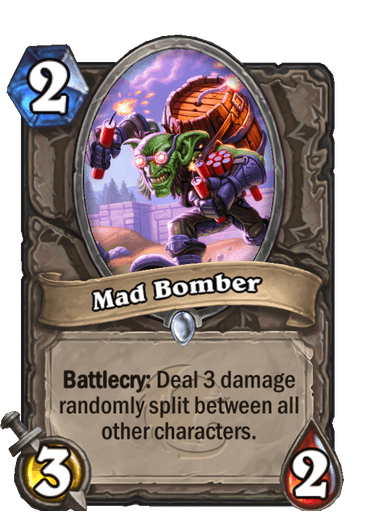 2
Mad Bomber
Battlecry: Deal 3 damage
randomly split between all
other characters.
3
2